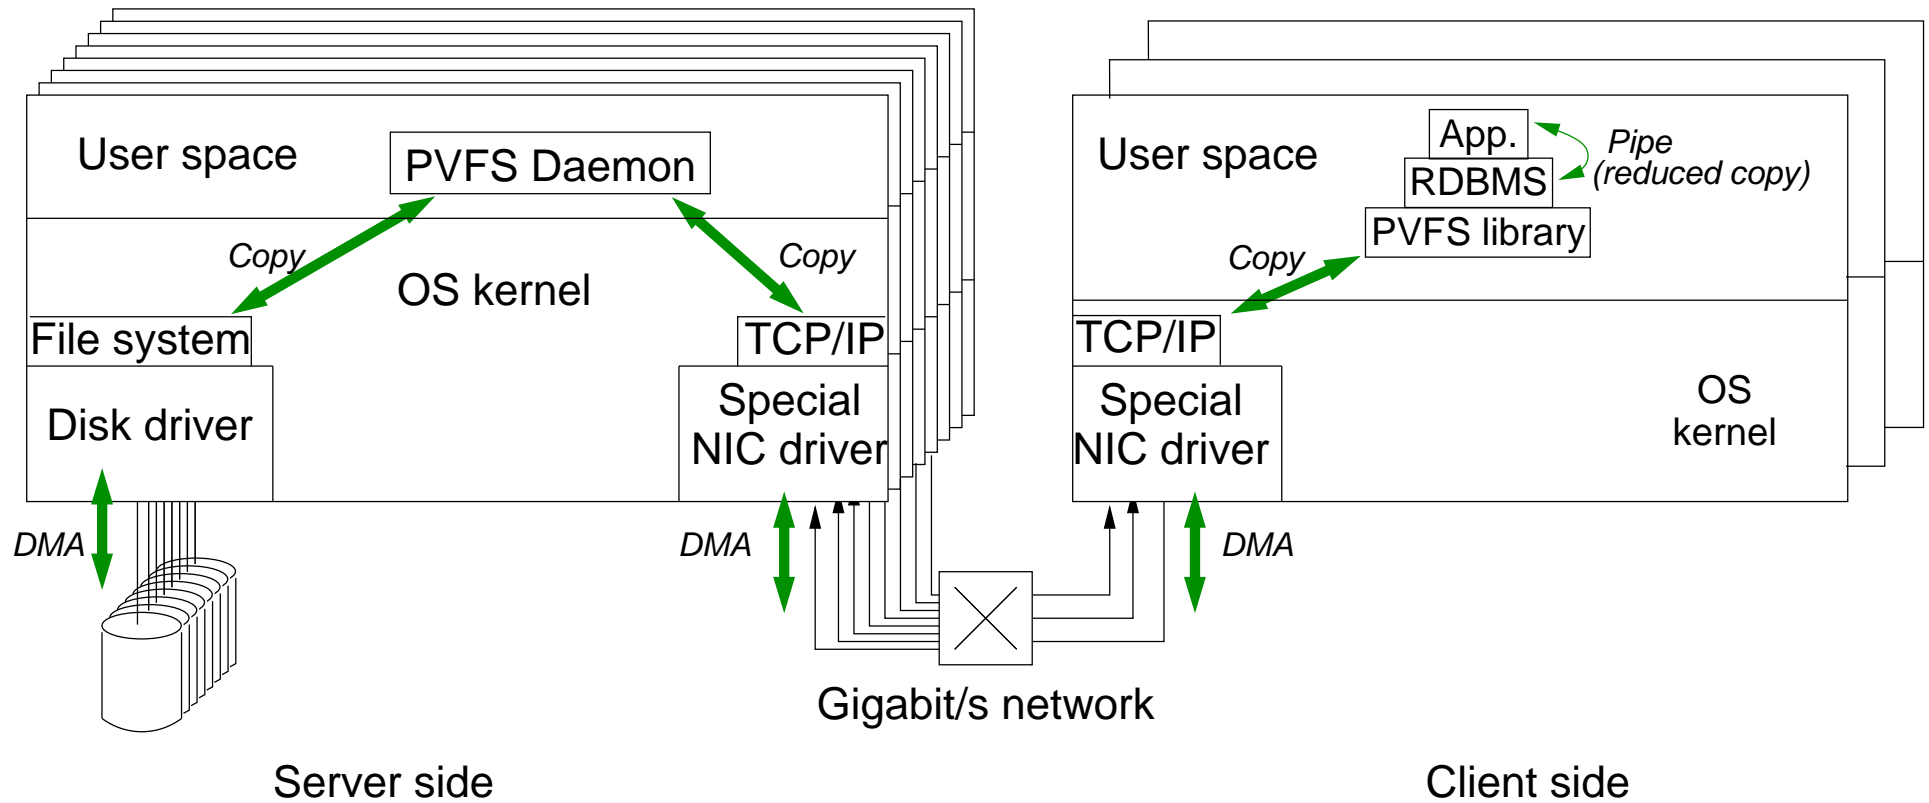 User space
PVFS Daemon
Copy
Copy
OS kernel
File system
TCP/IP
Disk driver
Special
NIC driver
DMA
DMA
Server side
Gigabit/s network
User space
App.
RDBMS
PVFS library
Pipe
(reduced copy)
Copy
TCP/IP
Special
NIC driver
OS
kernel
DMA
Client side